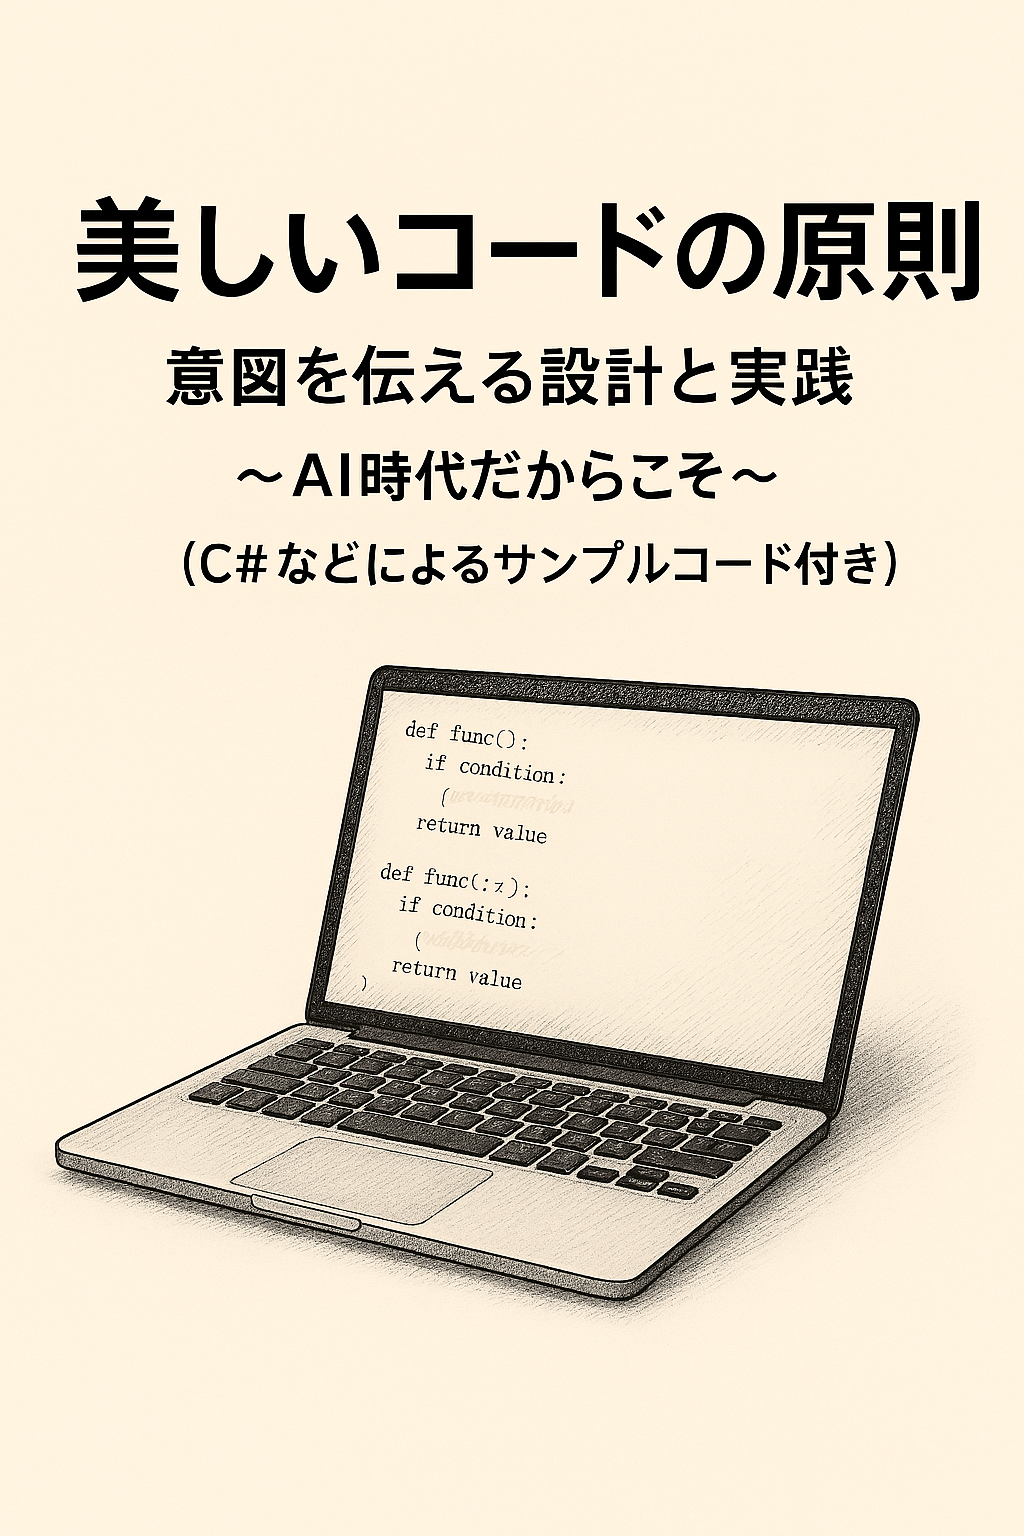 美しいコードの原則
意図を伝える設計と実践
～AI時代だからこそ～
(C#などによるサンプルコード付き)
def func():
if condition:
(
return value
def func(:
if condition:
(
return value
)